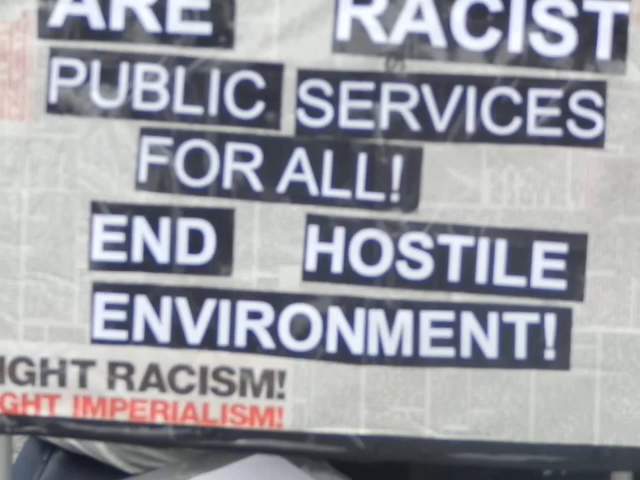 ARE RACIST
PUBLIC SERVICES
FOR ALL!
END HOSTILE
ENVIRONMENT!
IGHT RACISM!
GHT IMPERIALISM!